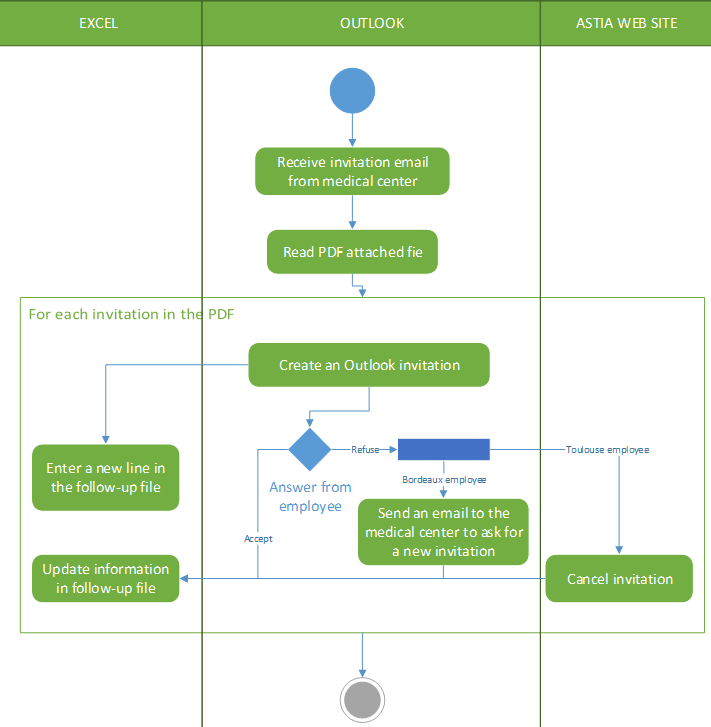 EXCEL
OUTLOOK
ASTIA WEB SITE
Receive invitation email
from medical center
Read PDF attached fie
For each invitation in the PDF
Create an Outlook invitation
Refuse
Toulouse employee
Enter a new line in
the follow-up file
Answer from
employee
Bordeaux employee
Send an email to the
medical center to ask for
a new invitation
Accept
Update information
in follow-up file
Cancel invitation